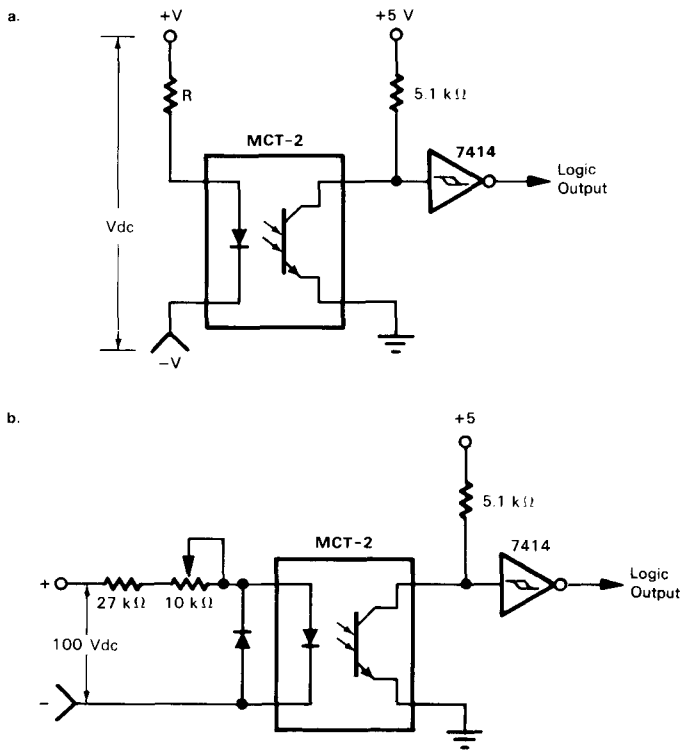 a.
+V
+5 V
R
5.1 kΩ
MCT-2
7414
Logic
Output
Vdc
-V
b.
+5
5.1 kΩ
MCT-2
7414
+
27 kΩ
10 kΩ
Logic
Output
100 Vdc
-